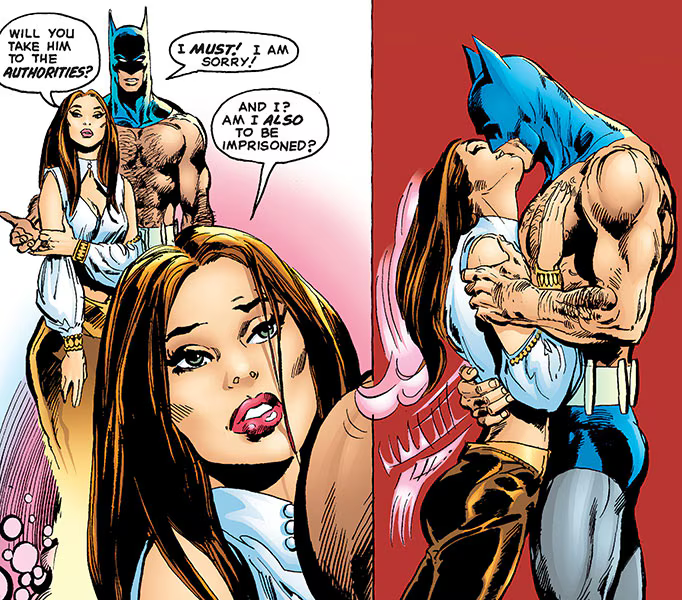 WILL YOU
TAKE HIM
TO THE
AUTHORITIES?
I MUST! I AM
SORRY!
AND I?
AM I ALSO
TO BE
IMPRISONED?